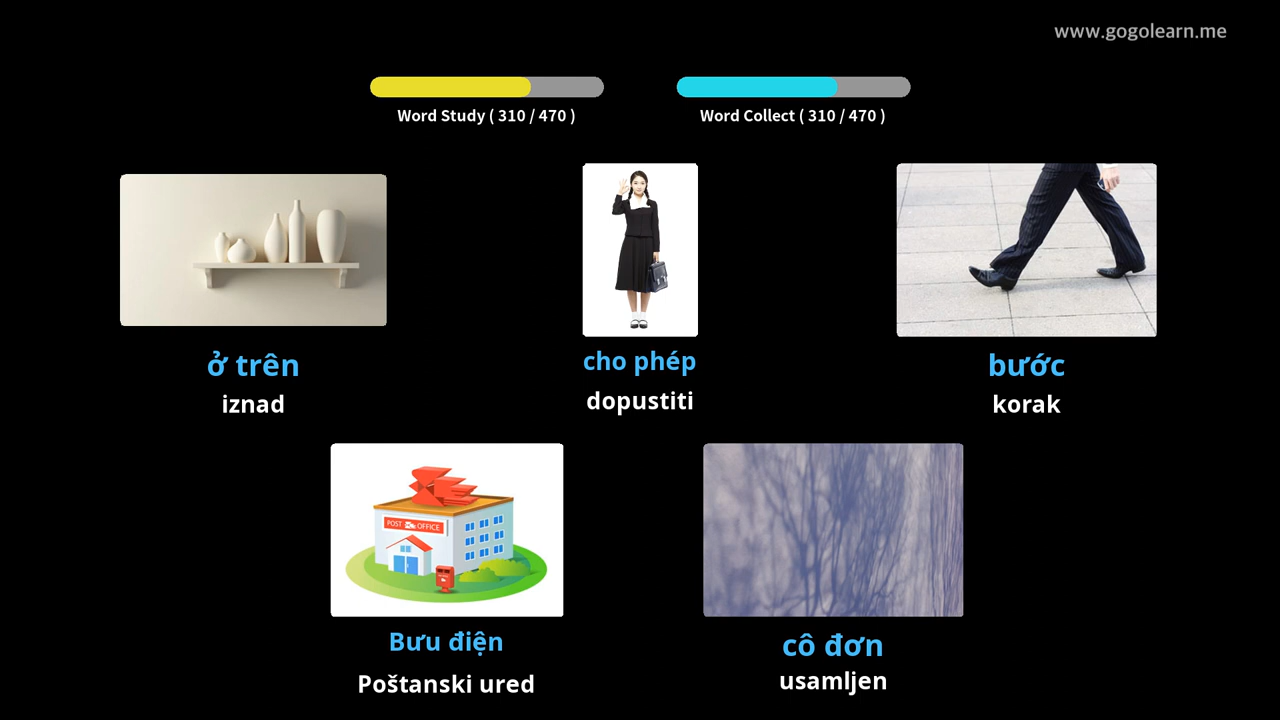 www.gogolearn.me
Word Study ( 310 / 470 )
Word Collect ( 310 / 470 )
ở trên
iznad
cho phép
dopustiti
bước
korak
POST OFFICE
Bưu điện
Poštanski ured
cô đơn
usamljen